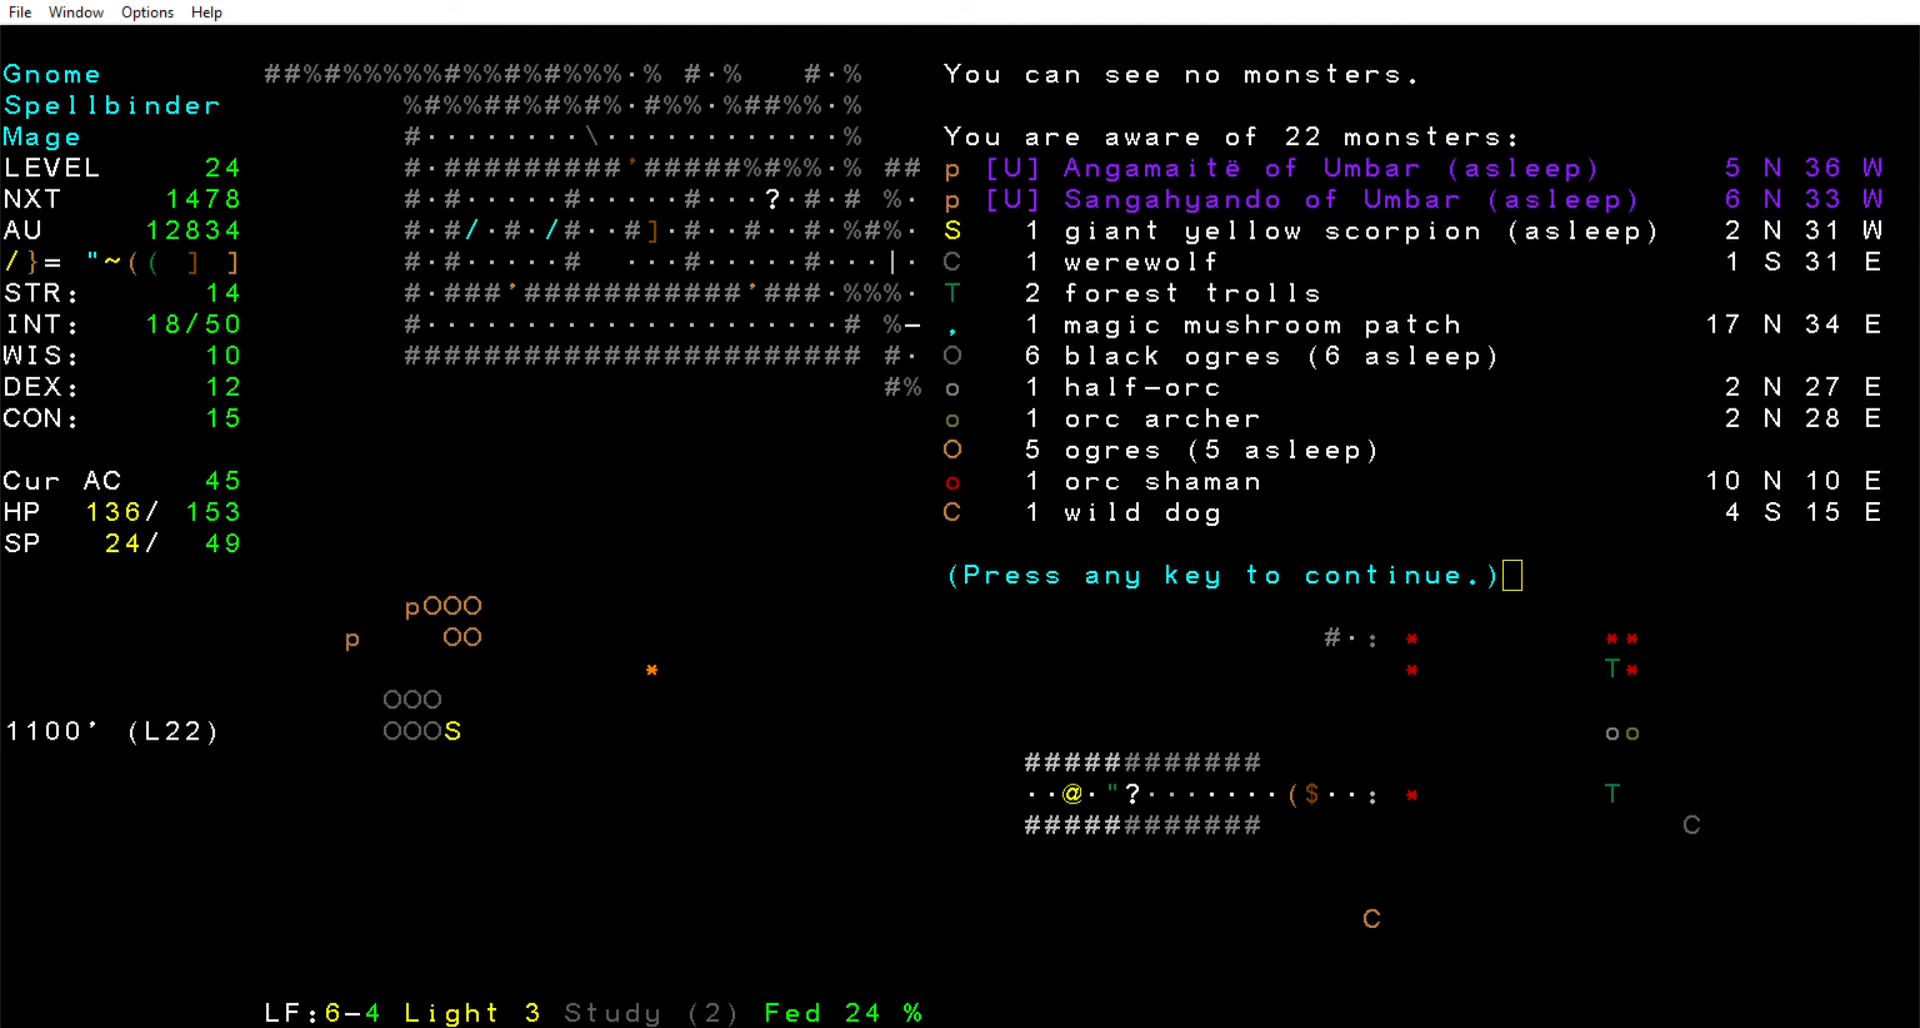 File Window Options Help
Gnome ##%#%%%%%#%%#%#%%%·% #·% #·% You can see no monsters.
Spellbinder %#%%##%#%#%·#%%·%##%%·%
Mage #········\············% You are aware of 22 monsters:
LEVEL 24 #·#########'#####%#%%·% ## p [U] Angamaitë of Umbar (asleep) 5 N 36 W
NXT 1478 #·#·····#·····#···?·#·# %· p [U] Sangahyando of Umbar (asleep) 6 N 33 W
AU 12834 #·#/·#·/#··#]·#··#··#·%#%· S 1 giant yellow scorpion (asleep) 2 N 31 W
/}= "~(( ] ] #·#·····# ···#·····#···|· C 1 werewolf 1 S 31 E
STR: 14 #·###'###########'###·%%%· T 2 forest trolls
INT: 18/50 #·····················# %– , 1 magic mushroom patch 17 N 34 E
WIS: 10 ####################### #· O 6 black ogres (6 asleep)
DEX: 12 #% o 1 half-orc 2 N 27 E
CON: 15 o 1 orc archer 2 N 28 E
O 5 ogres (5 asleep)
Cur AC 45 o 1 orc shaman 10 N 10 E
HP 136/ 153 C 1 wild dog 4 S 15 E
SP 24/ 49
(Press any key to continue.)
pOOO
p OO #·: * **
* * T*
OOO
1100' (L22) OOOS oo
############
··@·"?·······($··: * T
############ C
C
LF:6-4 Light 3 Study (2) Fed 24 %